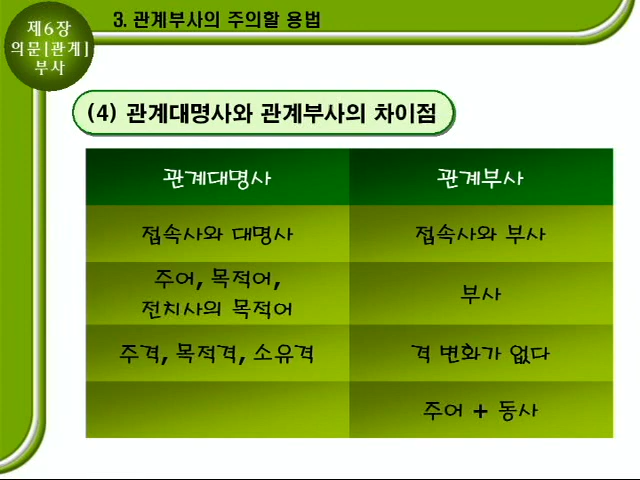 제6장
의문[관계]
부사
3. 관계부사의 주의할 용법
(4) 관계대명사와 관계부사의 차이점
관계대명사 관계부사
접속사와 대명사 접속사와 부사
주어, 목적어,
전치사의 목적어 부사
주격, 목적격, 소유격 격 변화가 없다
주어 + 동사